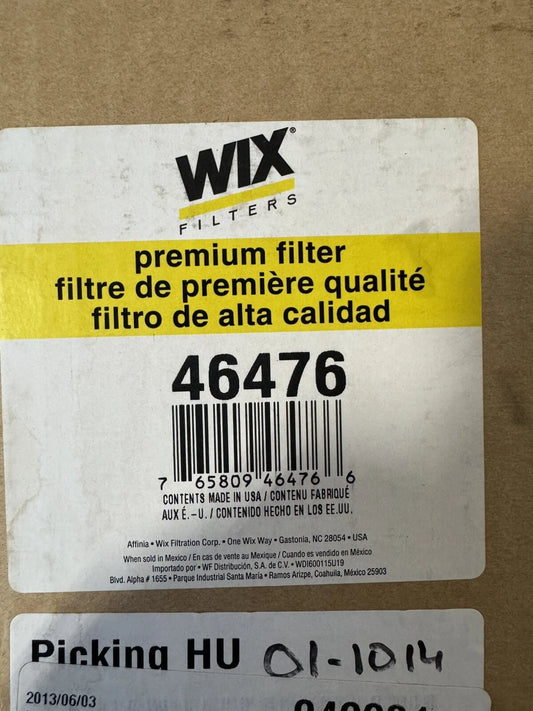 WIX®
FILTERS
premium filter
filtre de première qualité
filtro de alta calidad
46476
7 65809 46476 6
CONTENTS MADE IN USA / CONTENU FABRIQUÉ
AUX É.-U. / CONTENIDO HECHO EN LOS EE.UU.
Affinia • Wix Filtration Corp. • One Wix Way • Gastonia, NC 28054 • USA
When sold in Mexico / En cas de vente au Mexique / Cuando es vendido en México
Importado por • WF Distribución, S.A. de C.V. • WDI600115U19
Blvd. Alpha # 1655 • Parque Industrial Santa María • Ramos Arizpe, Coahuila, México 25903
Picking HU 01-1014
2013/06/03